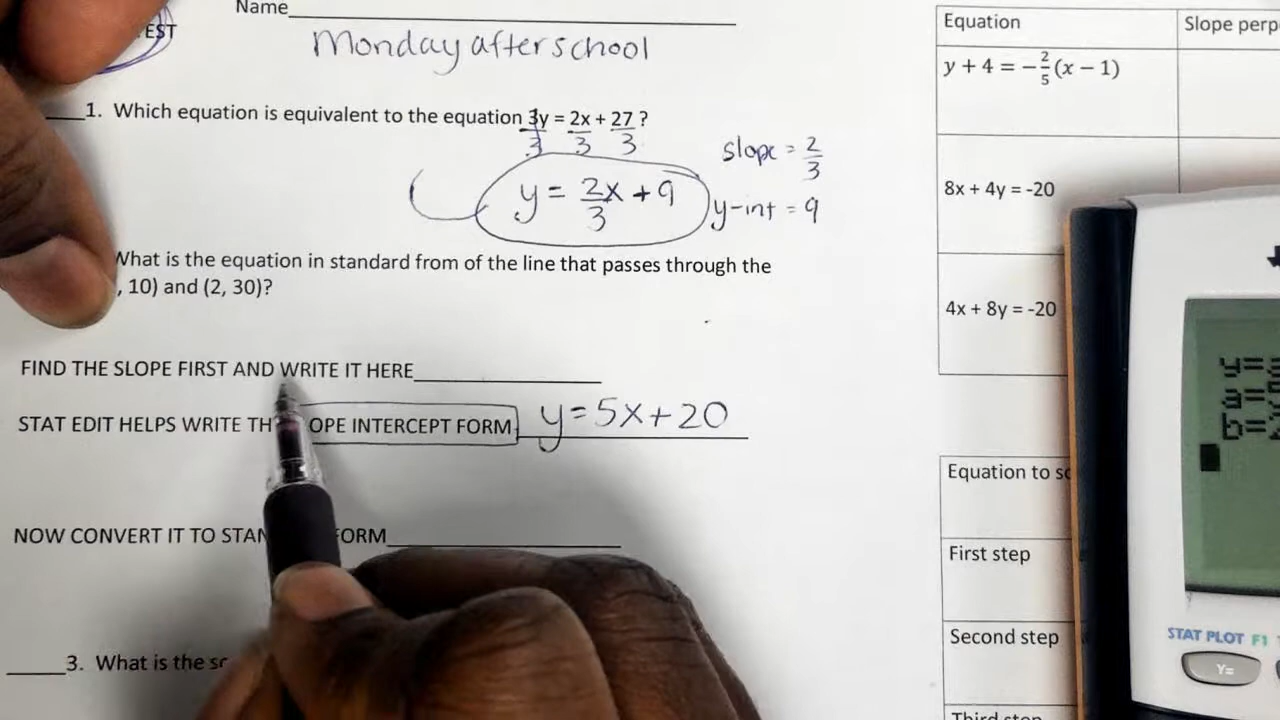 Name
EST
Monday afterschool
1. Which equation is equivalent to the equation 3y = 2x + 27 ?
3 3 3
slope = 2/3
y = 2x/3 + 9
y-int = 9
What is the equation in standard from of the line that passes through the
, 10) and (2, 30)?
FIND THE SLOPE FIRST AND WRITE IT HERE
STAT EDIT HELPS WRITE TH OPE INTERCEPT FORM
y=5x+20
NOW CONVERT IT TO STAN FORM
3. What is the
Equation
Slope perp
y + 4 = −2/5(x − 1)
8x + 4y = -20
4x + 8y = -20
Equation to
First step
Second step
Third step
y=
a=
b=
STAT PLOT F1
Y=